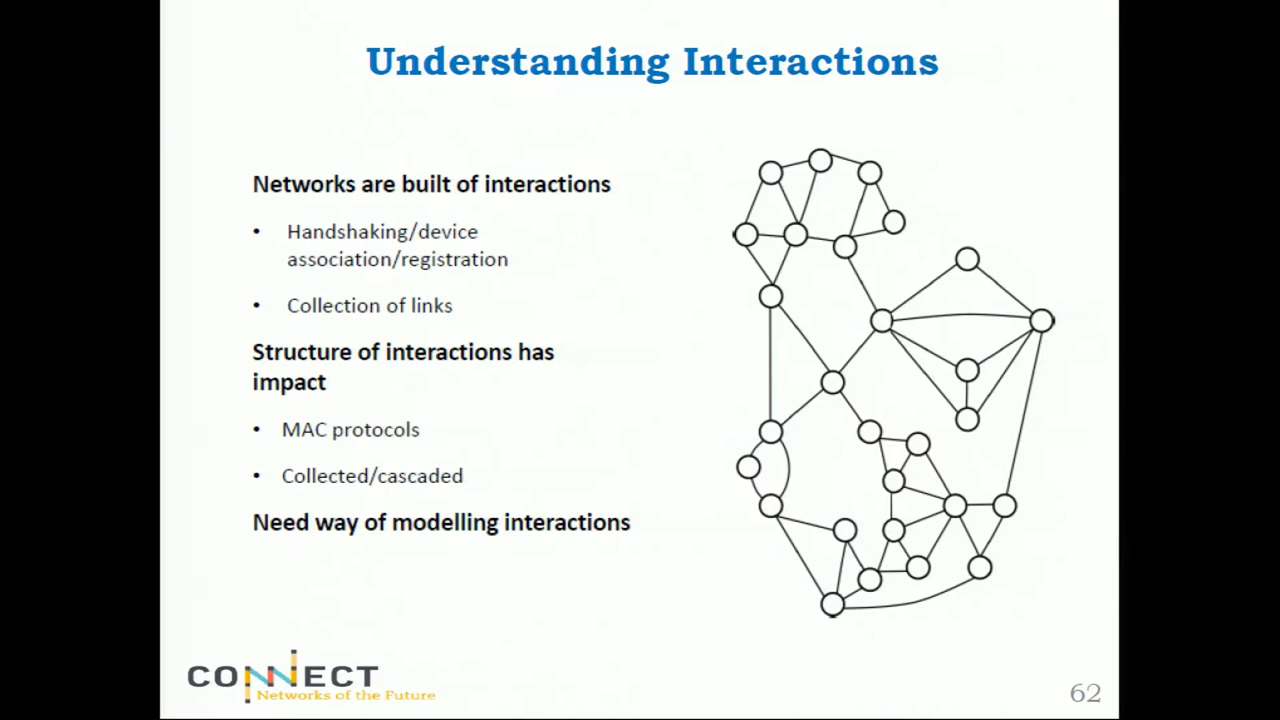 Understanding Interactions
Networks are built of interactions
• Handshaking/device
association/registration
• Collection of links
Structure of interactions has
impact
• MAC protocols
• Collected/cascaded
Need way of modelling interactions
CONNECT
Networks of the Future
62